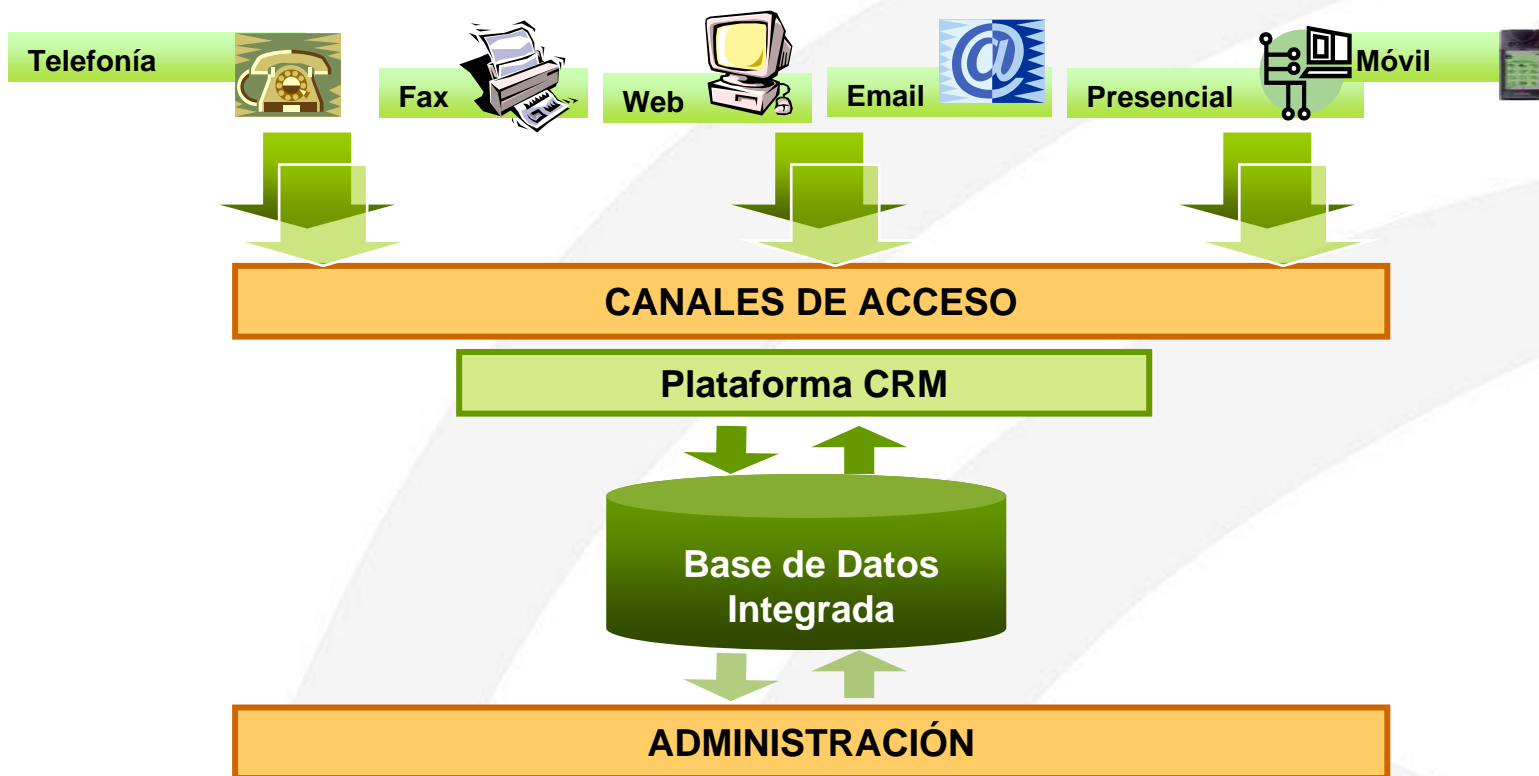 Telefonía
Fax
Web
Email
Presencial
Móvil
CANALES DE ACCESO
Plataforma CRM
Base de Datos
Integrada
ADMINISTRACIÓN